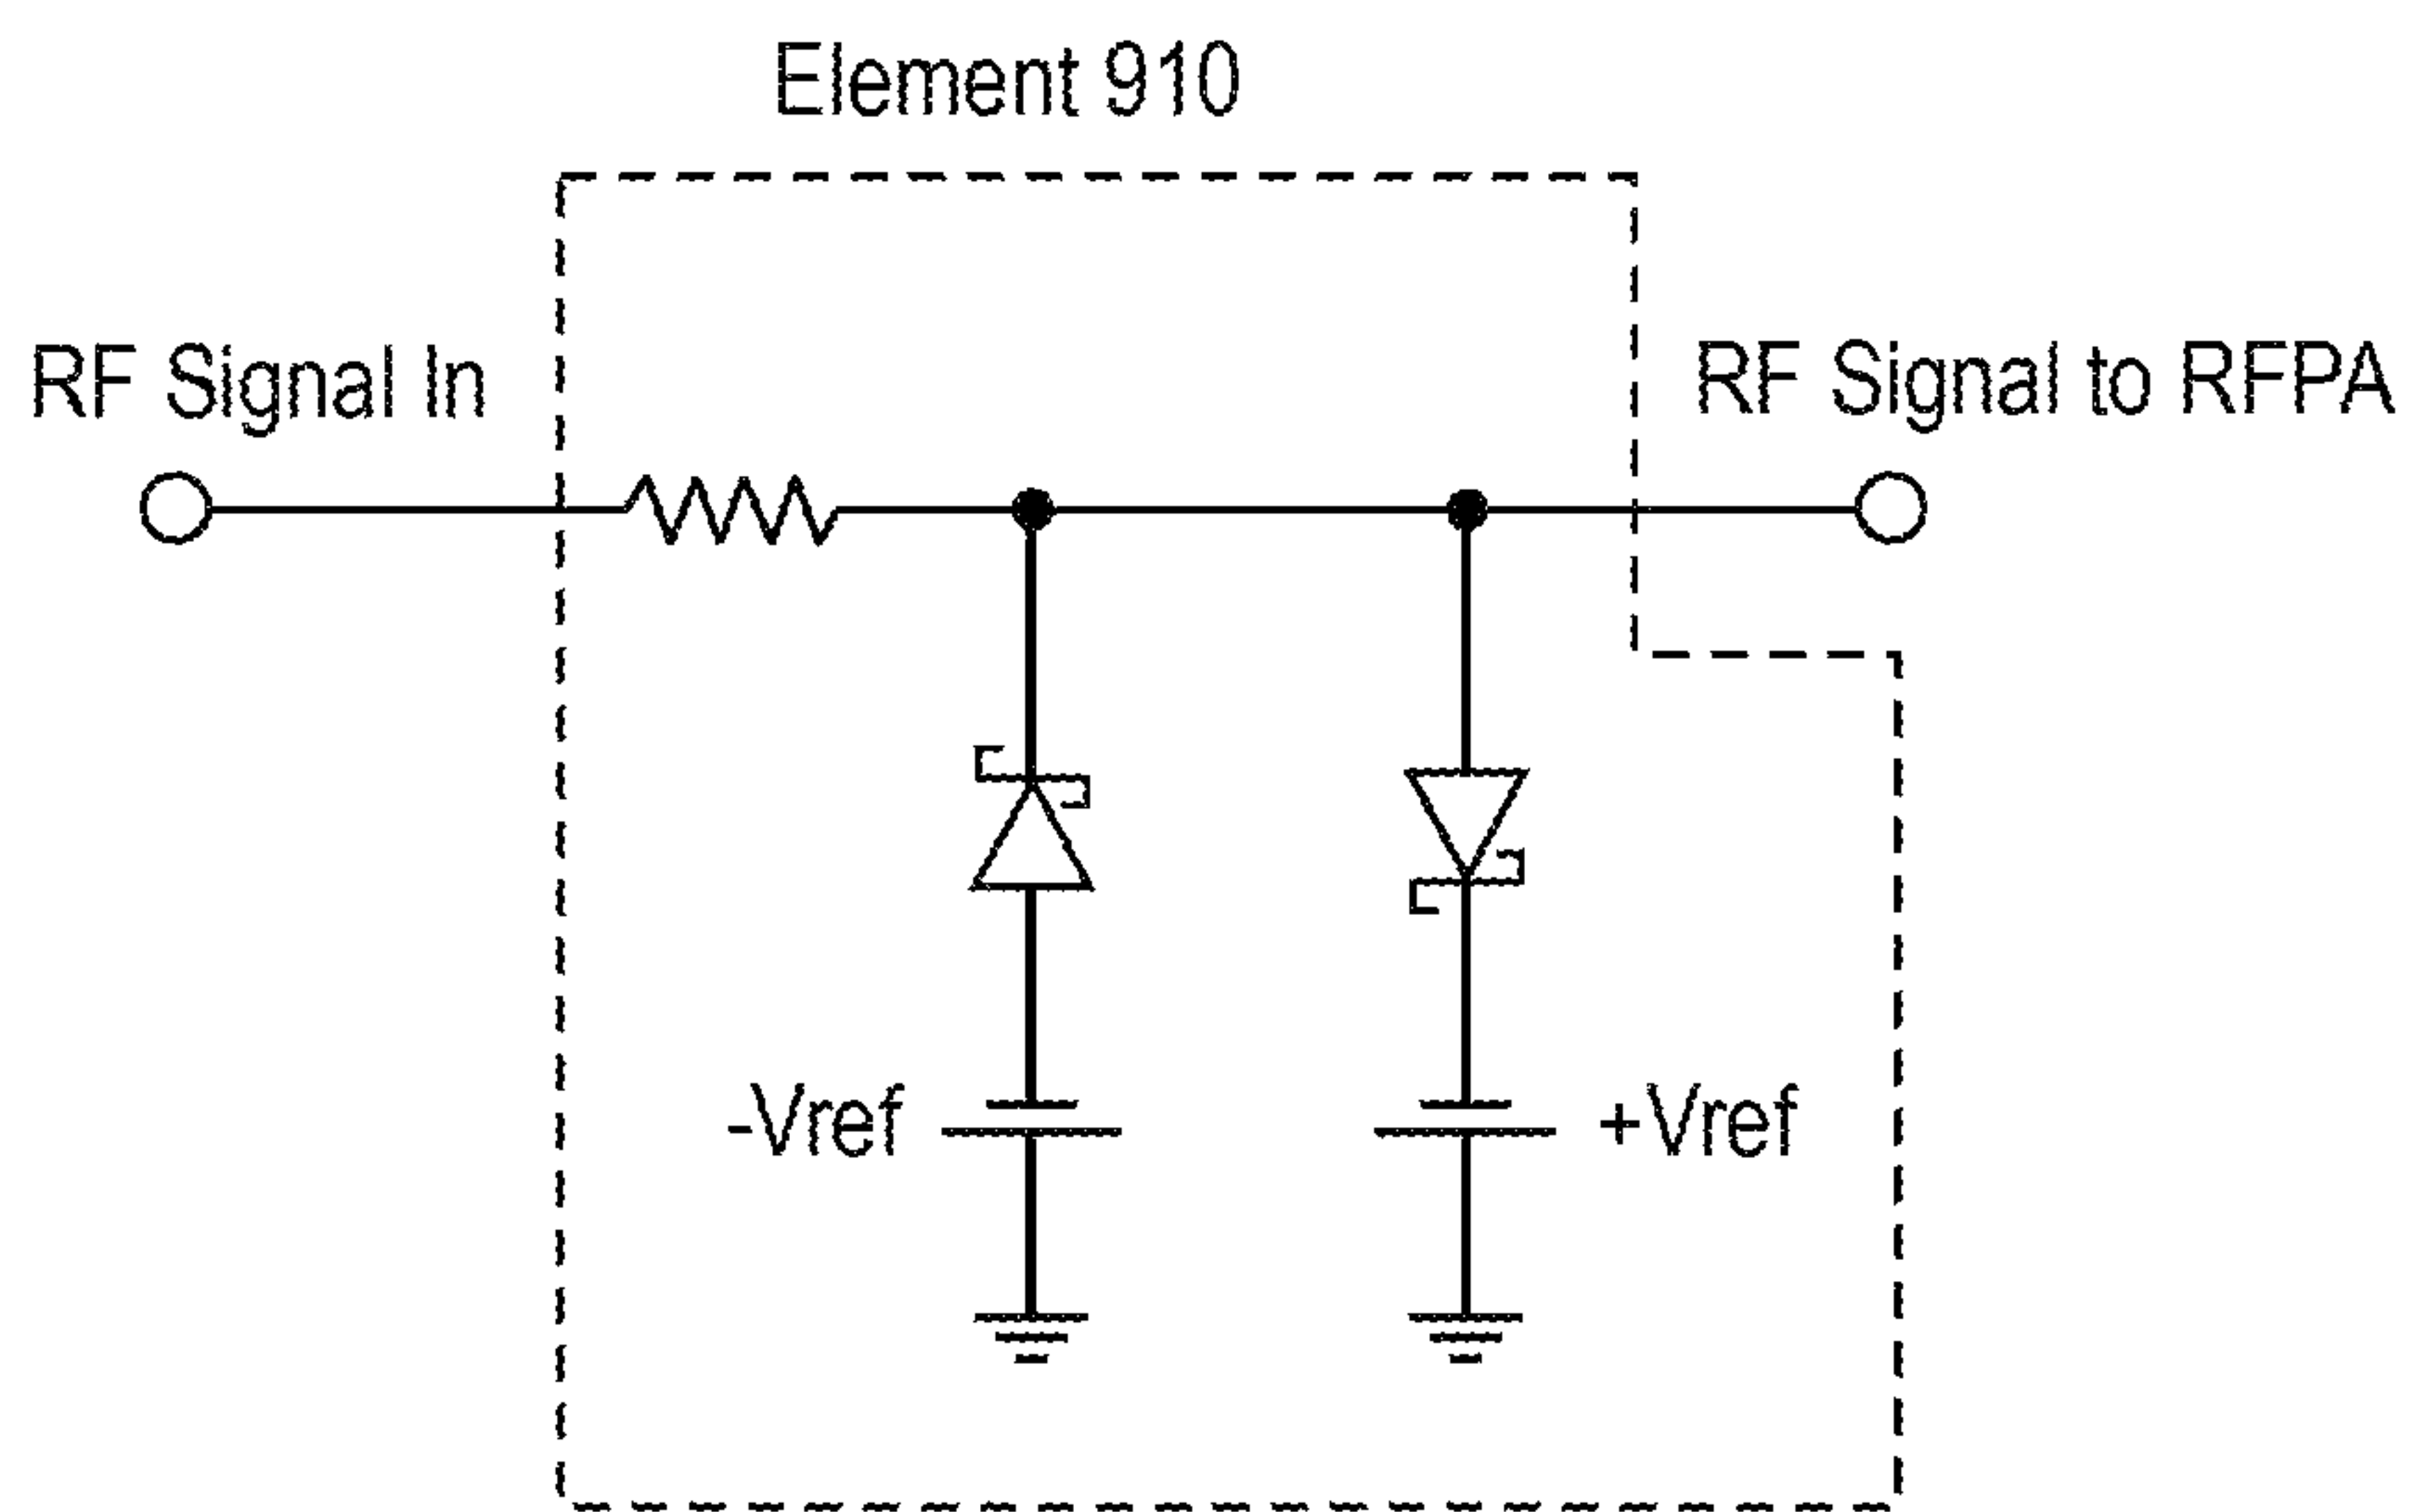 Element 910
RF Signal In
RF Signal to RFPA
-Vref
+Vref